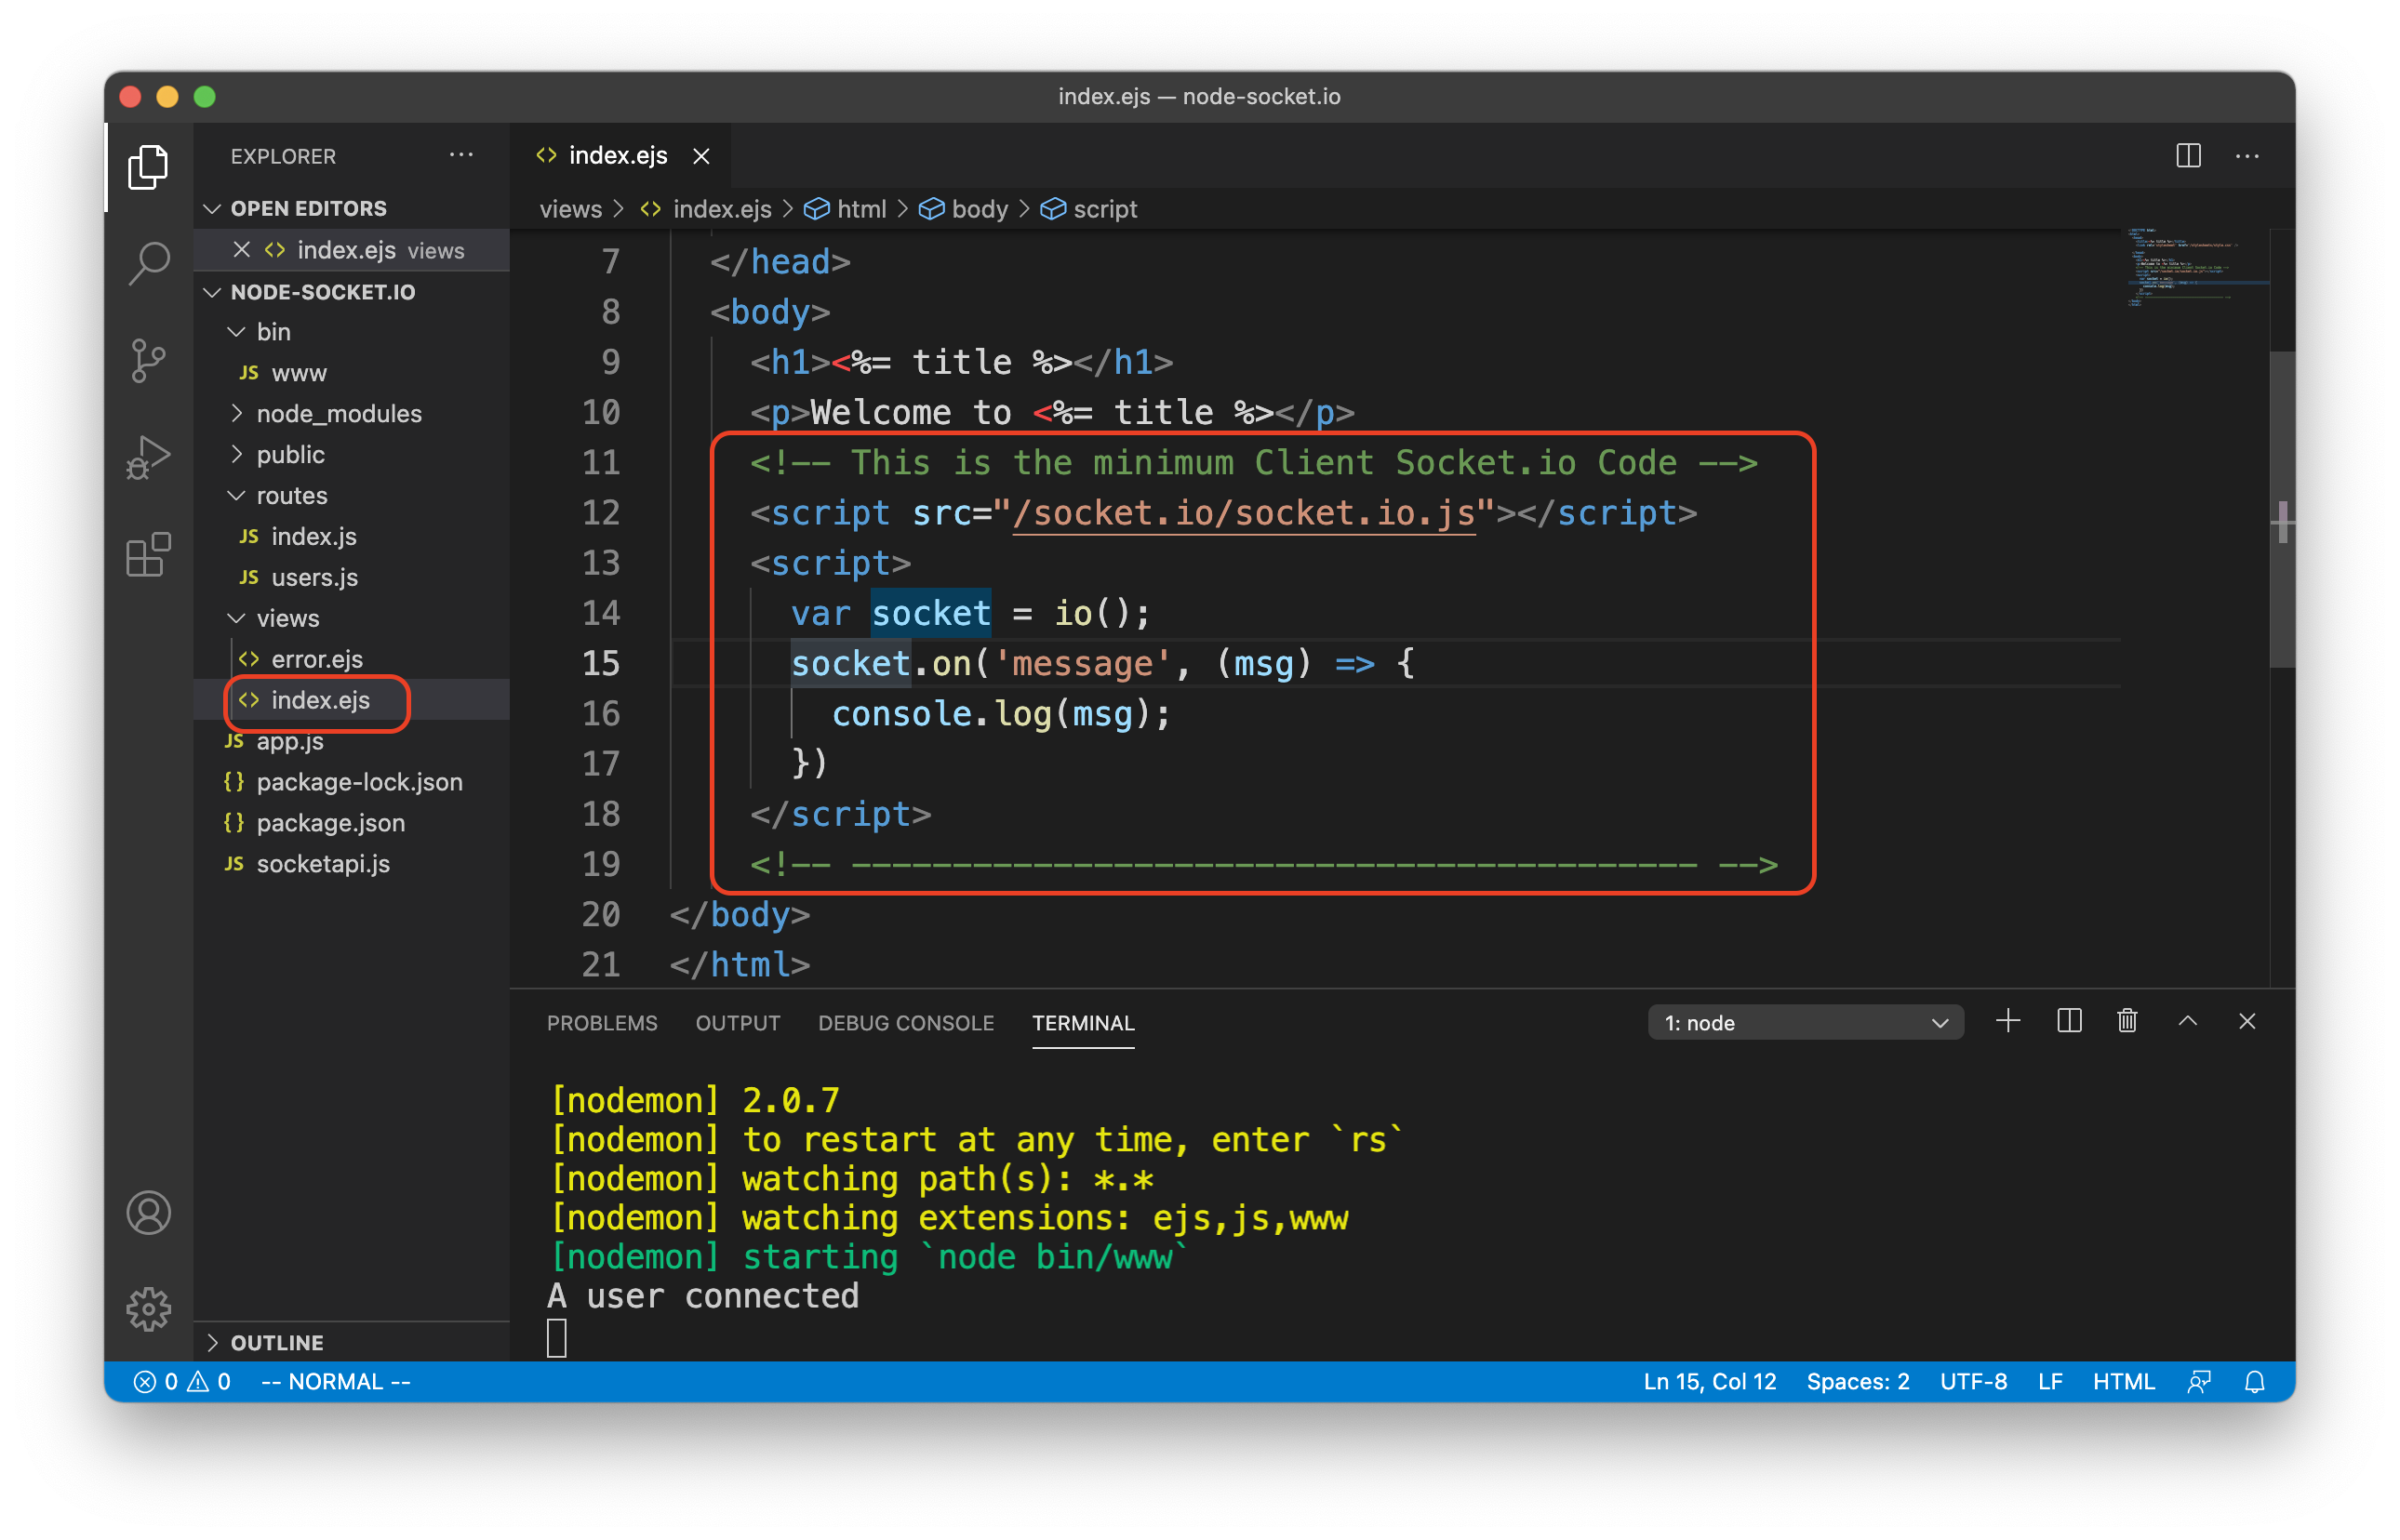 index.ejs — node-socket.io
EXPLORER ···
OPEN EDITORS
index.ejs views
NODE-SOCKET.IO
bin
JS www
node_modules
public
routes
JS index.js
JS users.js
views
<> error.ejs
<> index.ejs
JS app.js
{} package-lock.json
{} package.json
JS socketapi.js
OUTLINE
<> index.ejs
views > <> index.ejs > html > body > script
7 </head>
8 <body>
9 <h1><%= title %></h1>
10 <p>Welcome to <%= title %></p>
11 <!-- This is the minimum Client Socket.io Code -->
12 <script src="/socket.io/socket.io.js"></script>
13 <script>
14 var socket = io();
15 socket.on('message', (msg) => {
16 console.log(msg);
17 })
18 </script>
19 <!-- ------------------------------------------ -->
20 </body>
21 </html>
PROBLEMS OUTPUT DEBUG CONSOLE TERMINAL 1: node
[nodemon] 2.0.7
[nodemon] to restart at any time, enter `rs`
[nodemon] watching path(s): *.*
[nodemon] watching extensions: ejs,js,www
[nodemon] starting `node bin/www`
A user connected
0 0 -- NORMAL -- Ln 15, Col 12 Spaces: 2 UTF-8 LF HTML